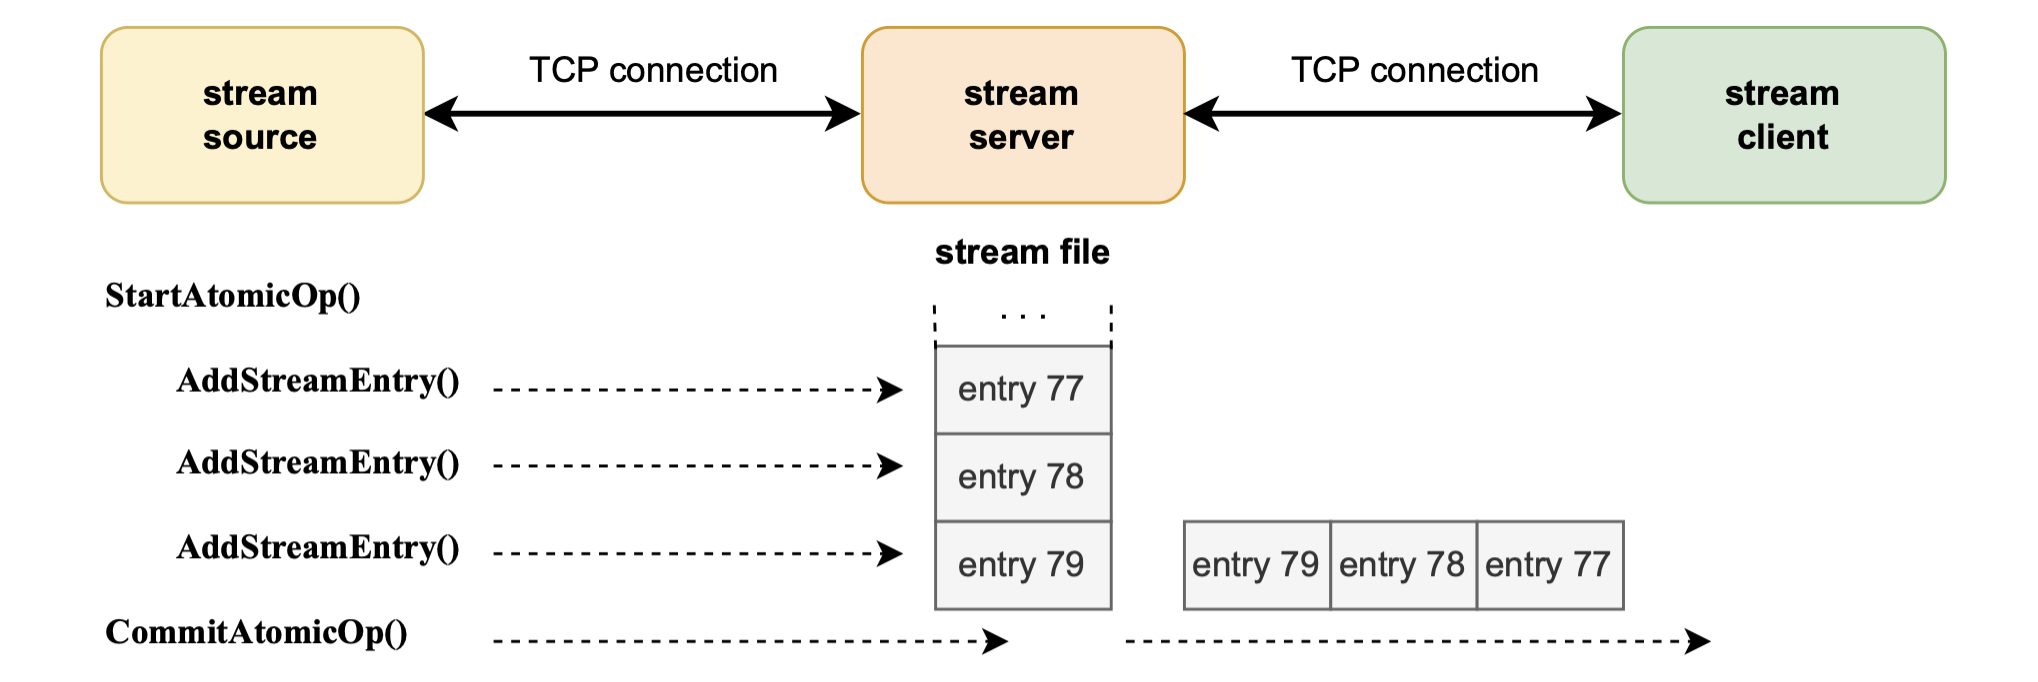 TCP connection
TCP connection
stream
source
stream
server
stream
client
stream file
StartAtomicOp()
. . .
AddStreamEntry()
entry 77
AddStreamEntry()
entry 78
AddStreamEntry()
entry 79
entry 79 entry 78 entry 77
CommitAtomicOp()